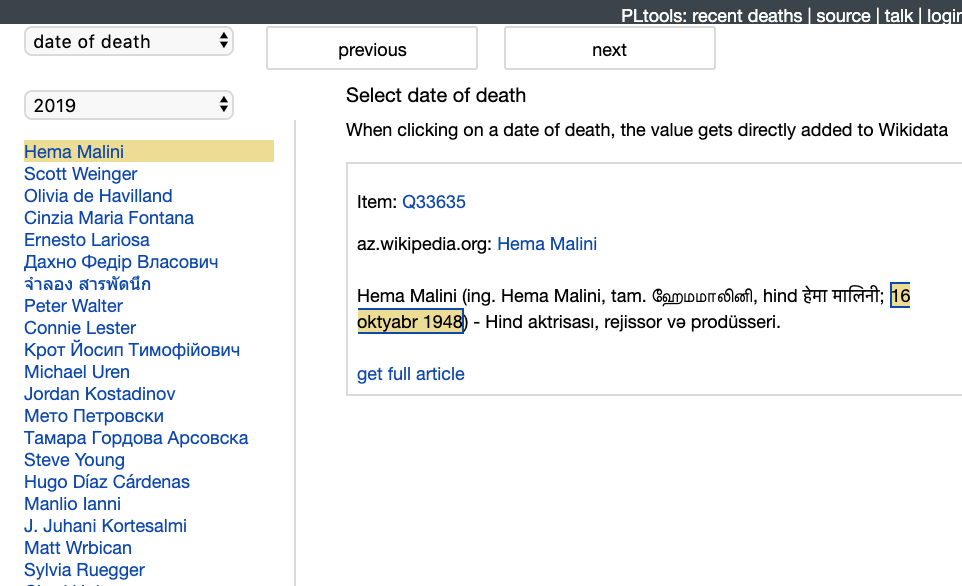 PLtools: recent deaths | source | talk |
date of death
previous
next
2019
Select date of death
When clicking on a date of death, the value gets directly added to Wikidata
Hema Malini
Scott Weinger
Olivia de Havilland
Cinzia Maria Fontana
Ernesto Lariosa
Дахно Федір Власович
จำลอง สารพัดนึก
Peter Walter
Connie Lester
Крот Йосип Тимофійович
Michael Uren
Jordan Kostadinov
Мето Петровски
Тамара Гордова Арсовска
Steve Young
Hugo Díaz Cárdenas
Manlio Ianni
J. Juhani Kortesalmi
Matt Wrbican
Sylvia Ruegger
Item: Q33635
az.wikipedia.org: Hema Malini
Hema Malini (ing. Hema Malini, tam. ஹேமமாலினி, hind हेमा मालिनी; 16
oktyabr 1948) - Hind aktrisası, rejissor və prodüsseri.
get full article